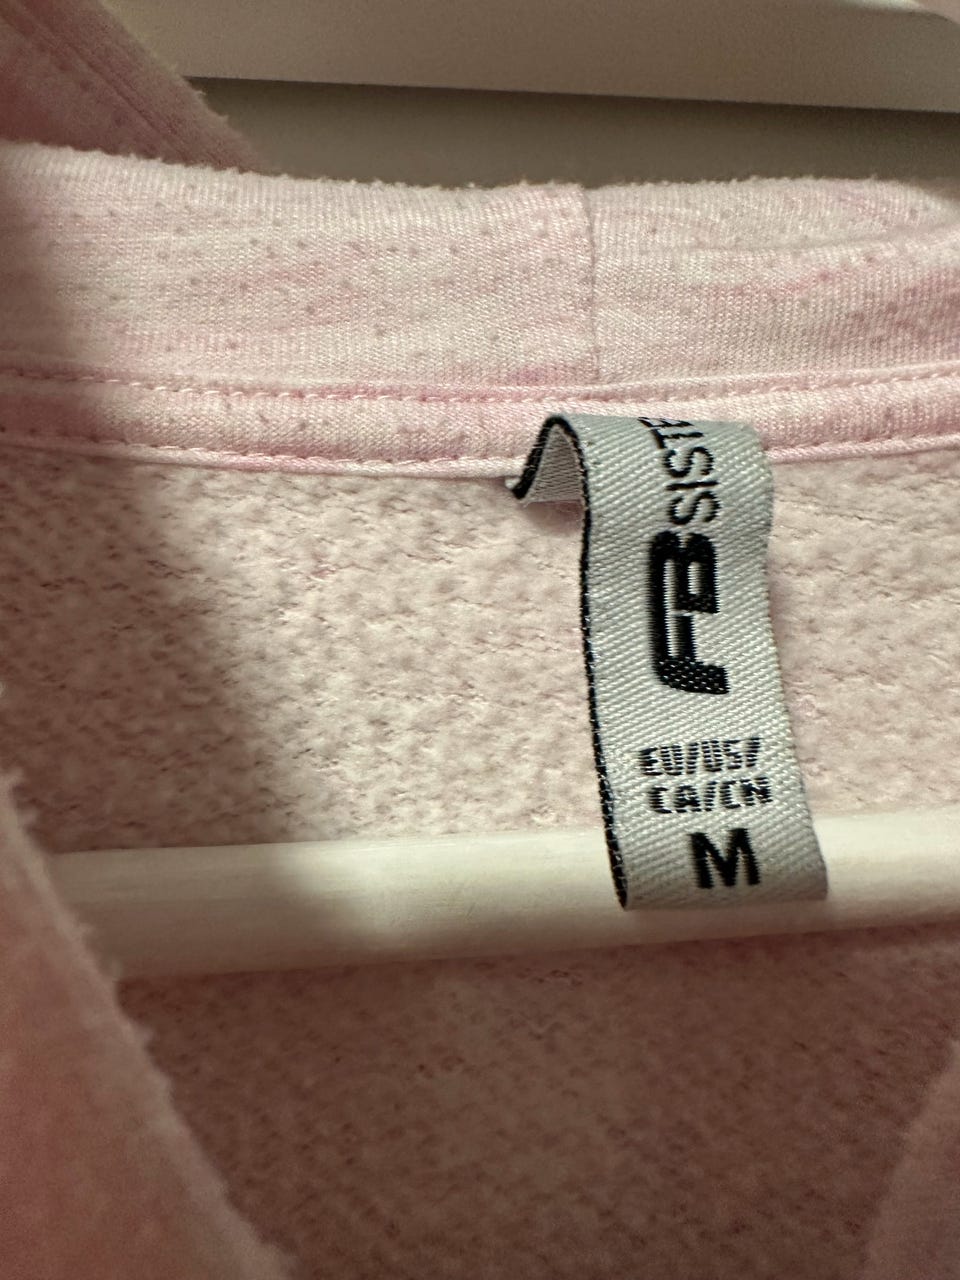 FB SISTE
EU/US/
CA/CN
M